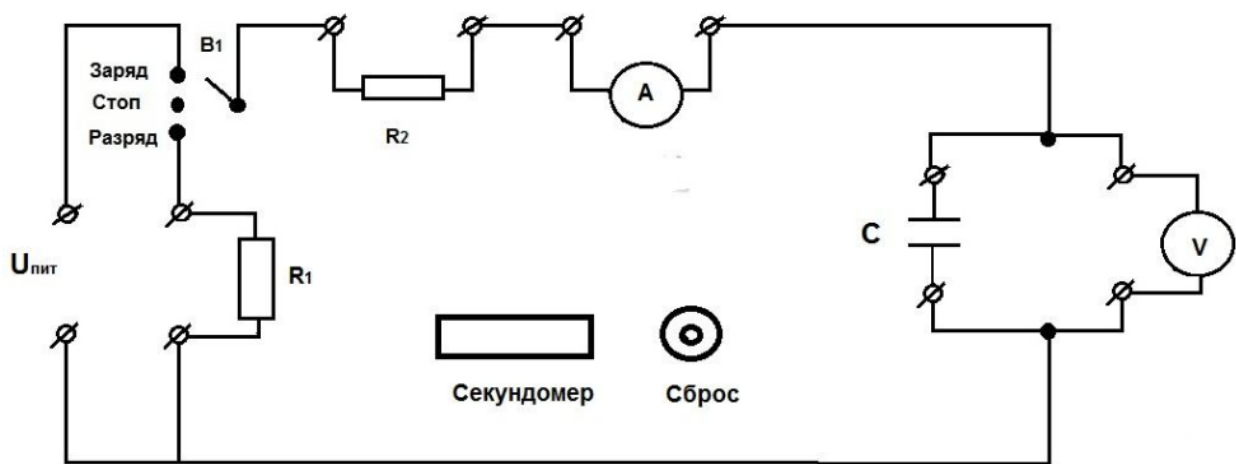 B1
Заряд
Стоп
Разряд
R2
A
C
V
Uпит
R1
Секундомер
Сброс